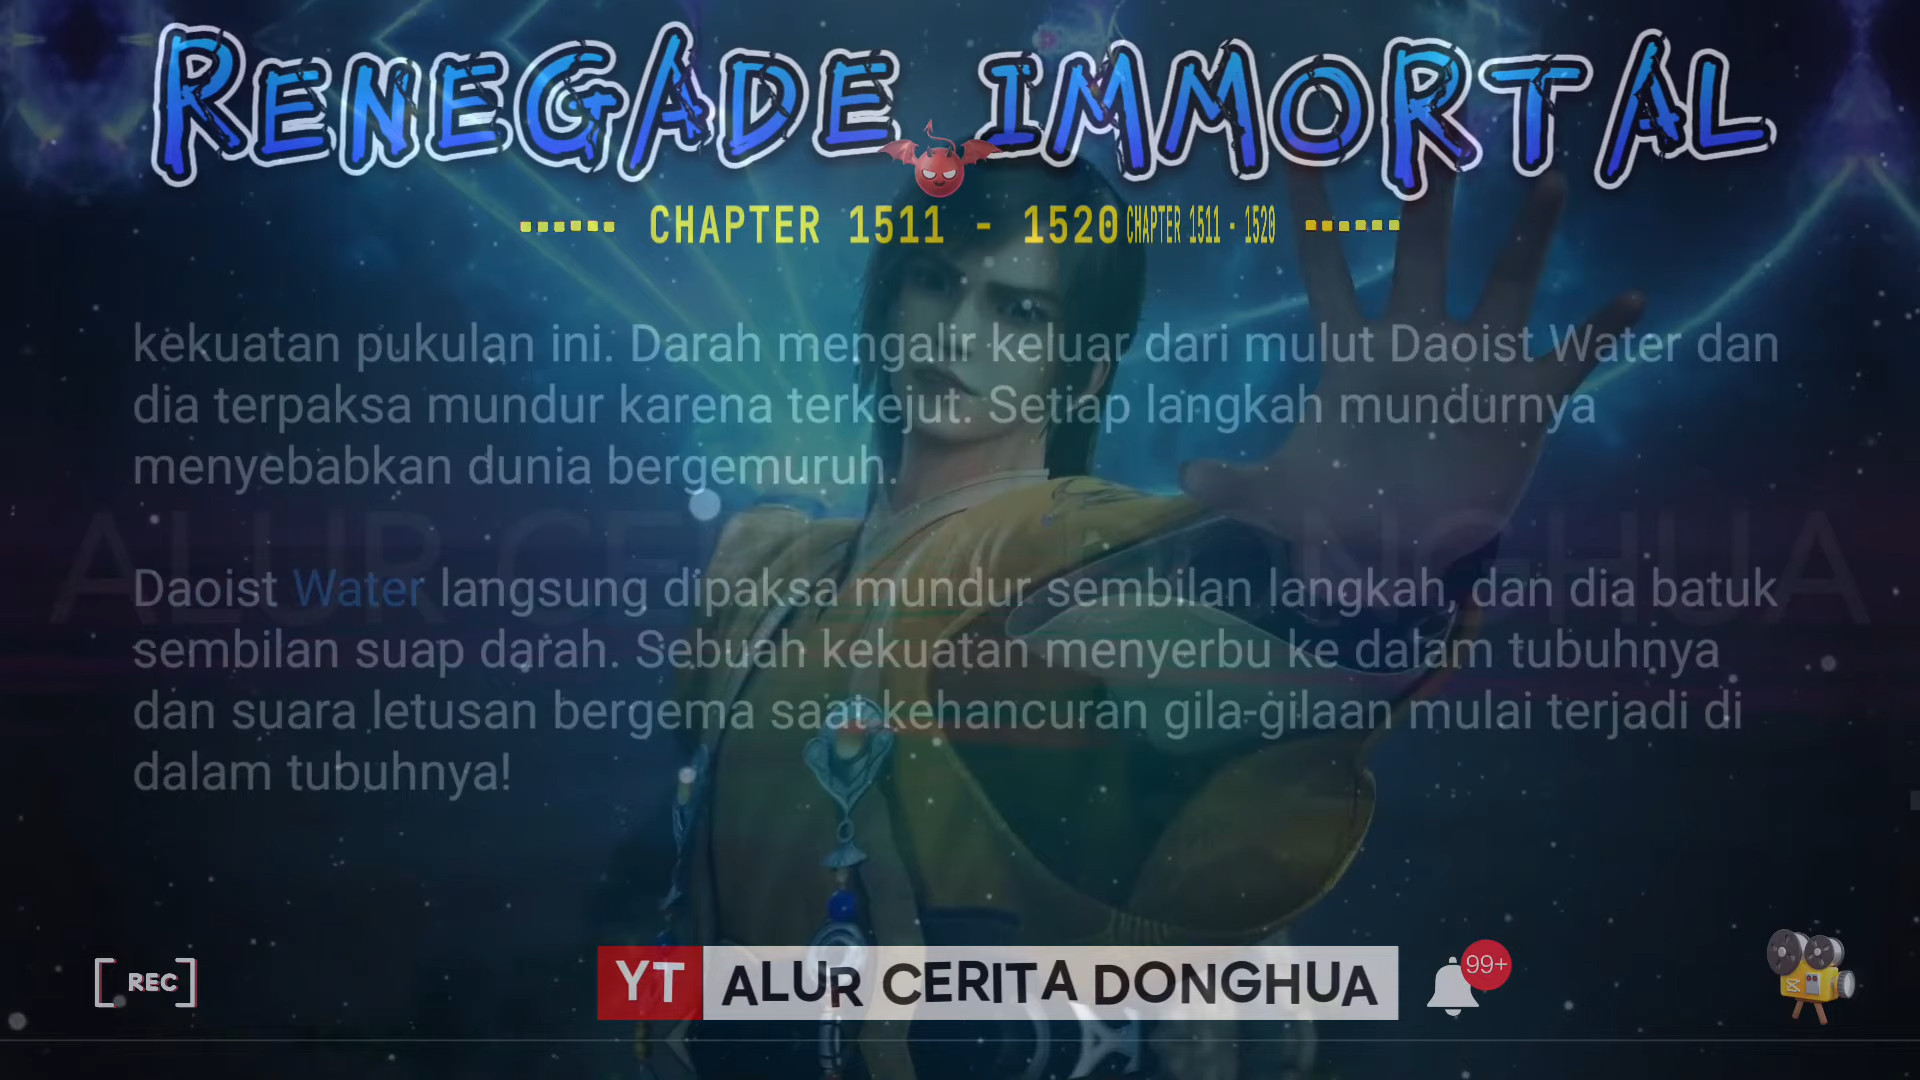 RENEGADE IMMORTAL
CHAPTER 1511 - 1520 CHAPTER 1511 - 1520
kekuatan pukulan ini. Darah mengalir keluar dari mulut Daoist Water dan
dia terpaksa mundur karena terkejut. Setiap langkah mundurnya
menyebabkan dunia bergemuruh.
ALUR CERITA DONGHUA
Daoist Water langsung dipaksa mundur sembilan langkah, dan dia batuk
sembilan suap darah. Sebuah kekuatan menyerbu ke dalam tubuhnya
dan suara letusan bergema saat kehancuran gila-gilaan mulai terjadi di
dalam tubuhnya!
[REC]
YT ALUR CERITA DONGHUA
99+